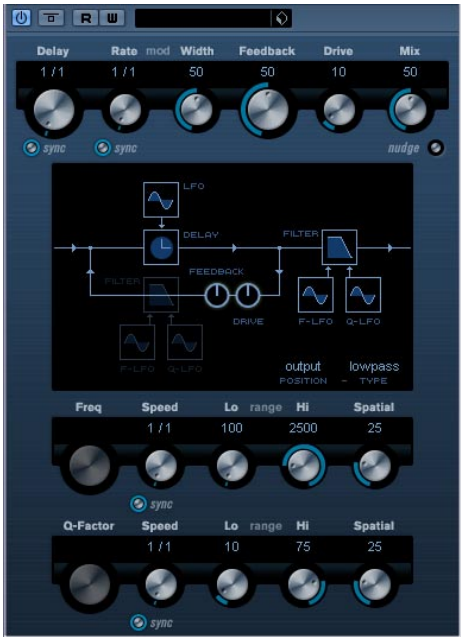 R W
Delay Rate mod Width Feedback Drive Mix
1 / 1 1 / 1 50 50 10 50
sync sync nudge
LFO
DELAY FILTER
FEEDBACK
FILTER
DRIVE F-LFO Q-LFO
F-LFO Q-LFO
output lowpass
POSITION - TYPE
Freq Speed Lo range Hi Spatial
1 / 1 100 2500 25
sync
Q-Factor Speed Lo range Hi Spatial
1 / 1 10 75 25
sync